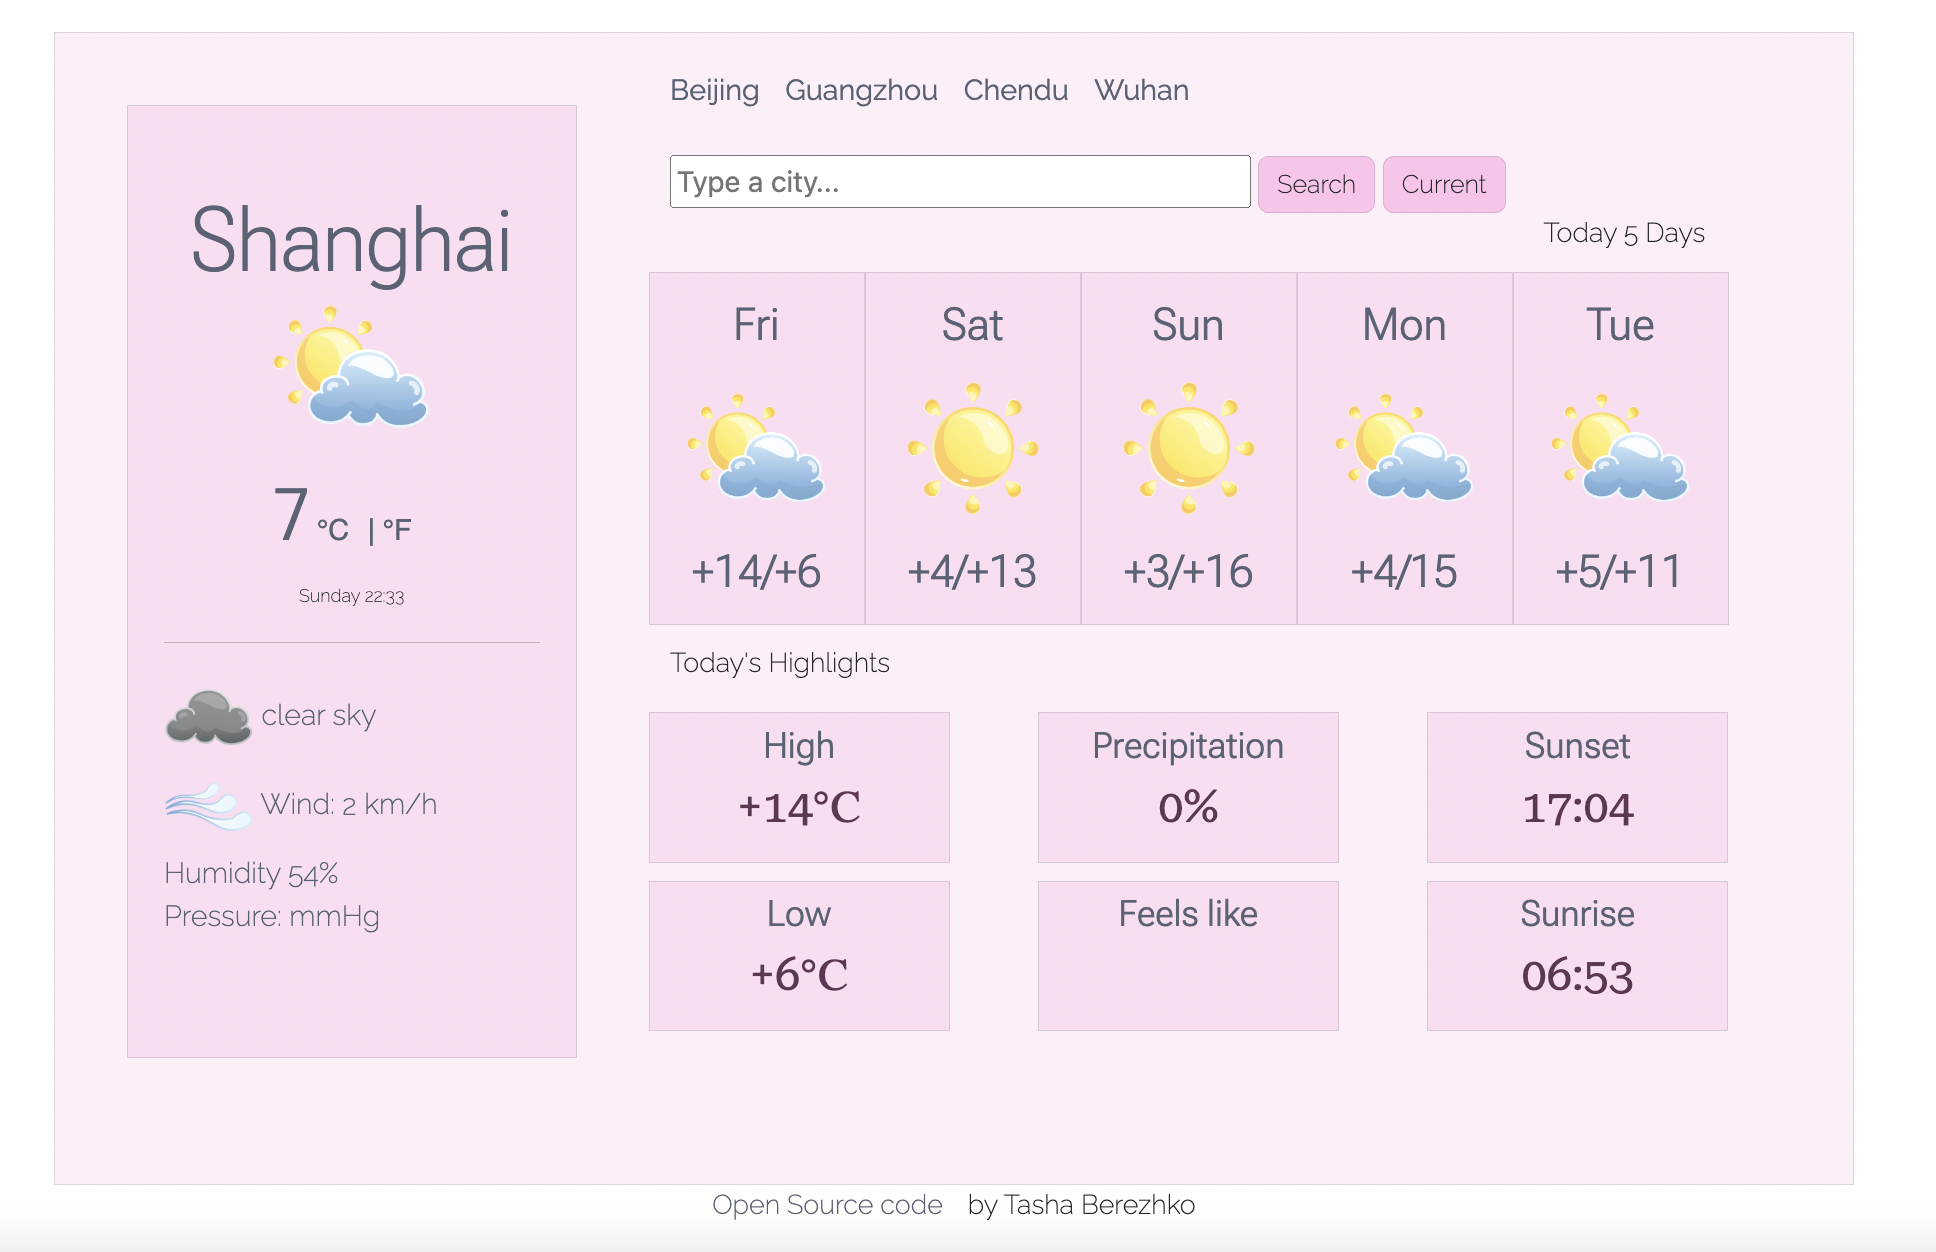 Shanghai
7 °C | °F
Sunday 22:33
clear sky
Wind: 2 km/h
Humidity 54%
Pressure: mmHg
Beijing Guangzhou Chendu Wuhan
Type a city...
Search Current
Today 5 Days
Fri Sat Sun Mon Tue
+14/+6 +4/+13 +3/+16 +4/15 +5/+11
Today's Highlights
High Precipitation Sunset
+14°C 0% 17:04
Low Feels like Sunrise
+6°C 06:53
Open Source code by Tasha Berezhko